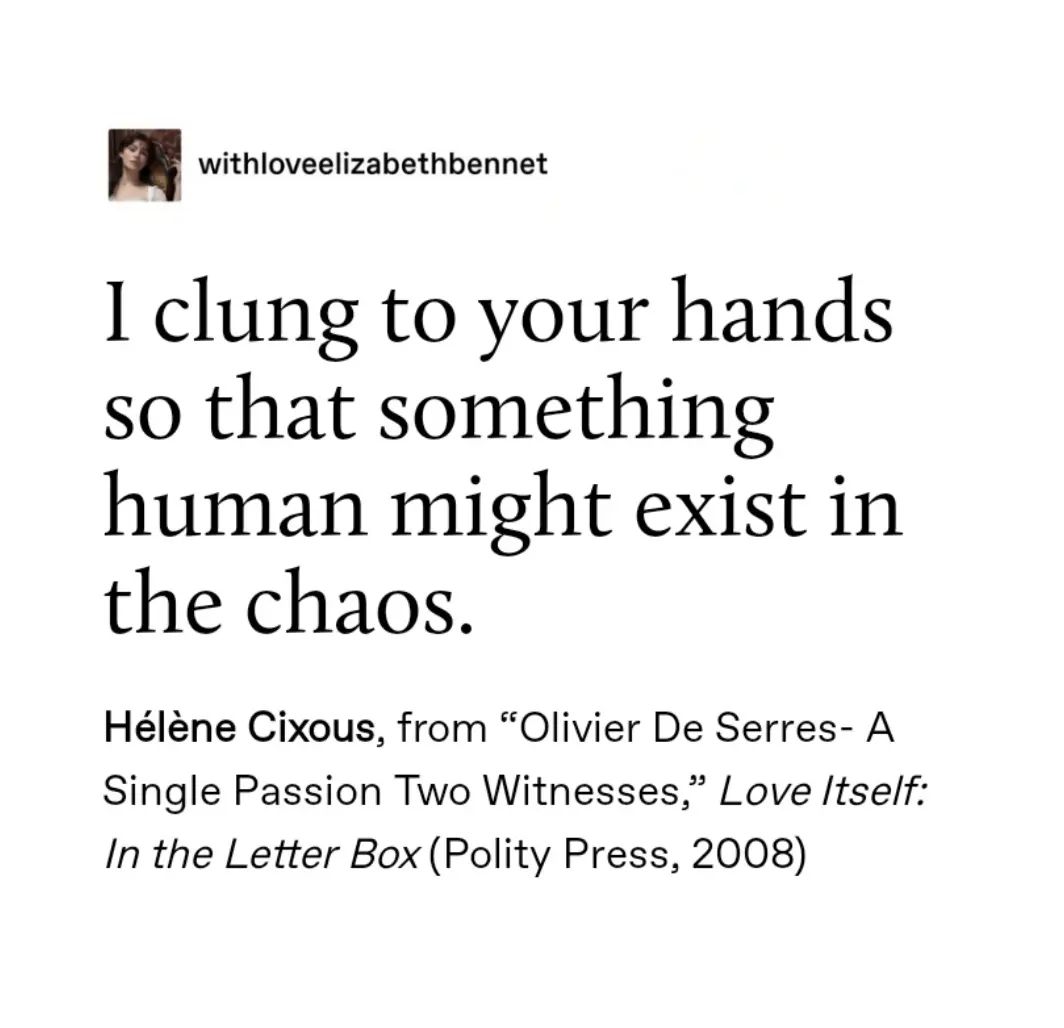 withloveelizabethbennet
I clung to your hands
so that something
human might exist in
the chaos.
Hélène Cixous, from “Olivier De Serres- A
Single Passion Two Witnesses,” Love Itself:
In the Letter Box (Polity Press, 2008)